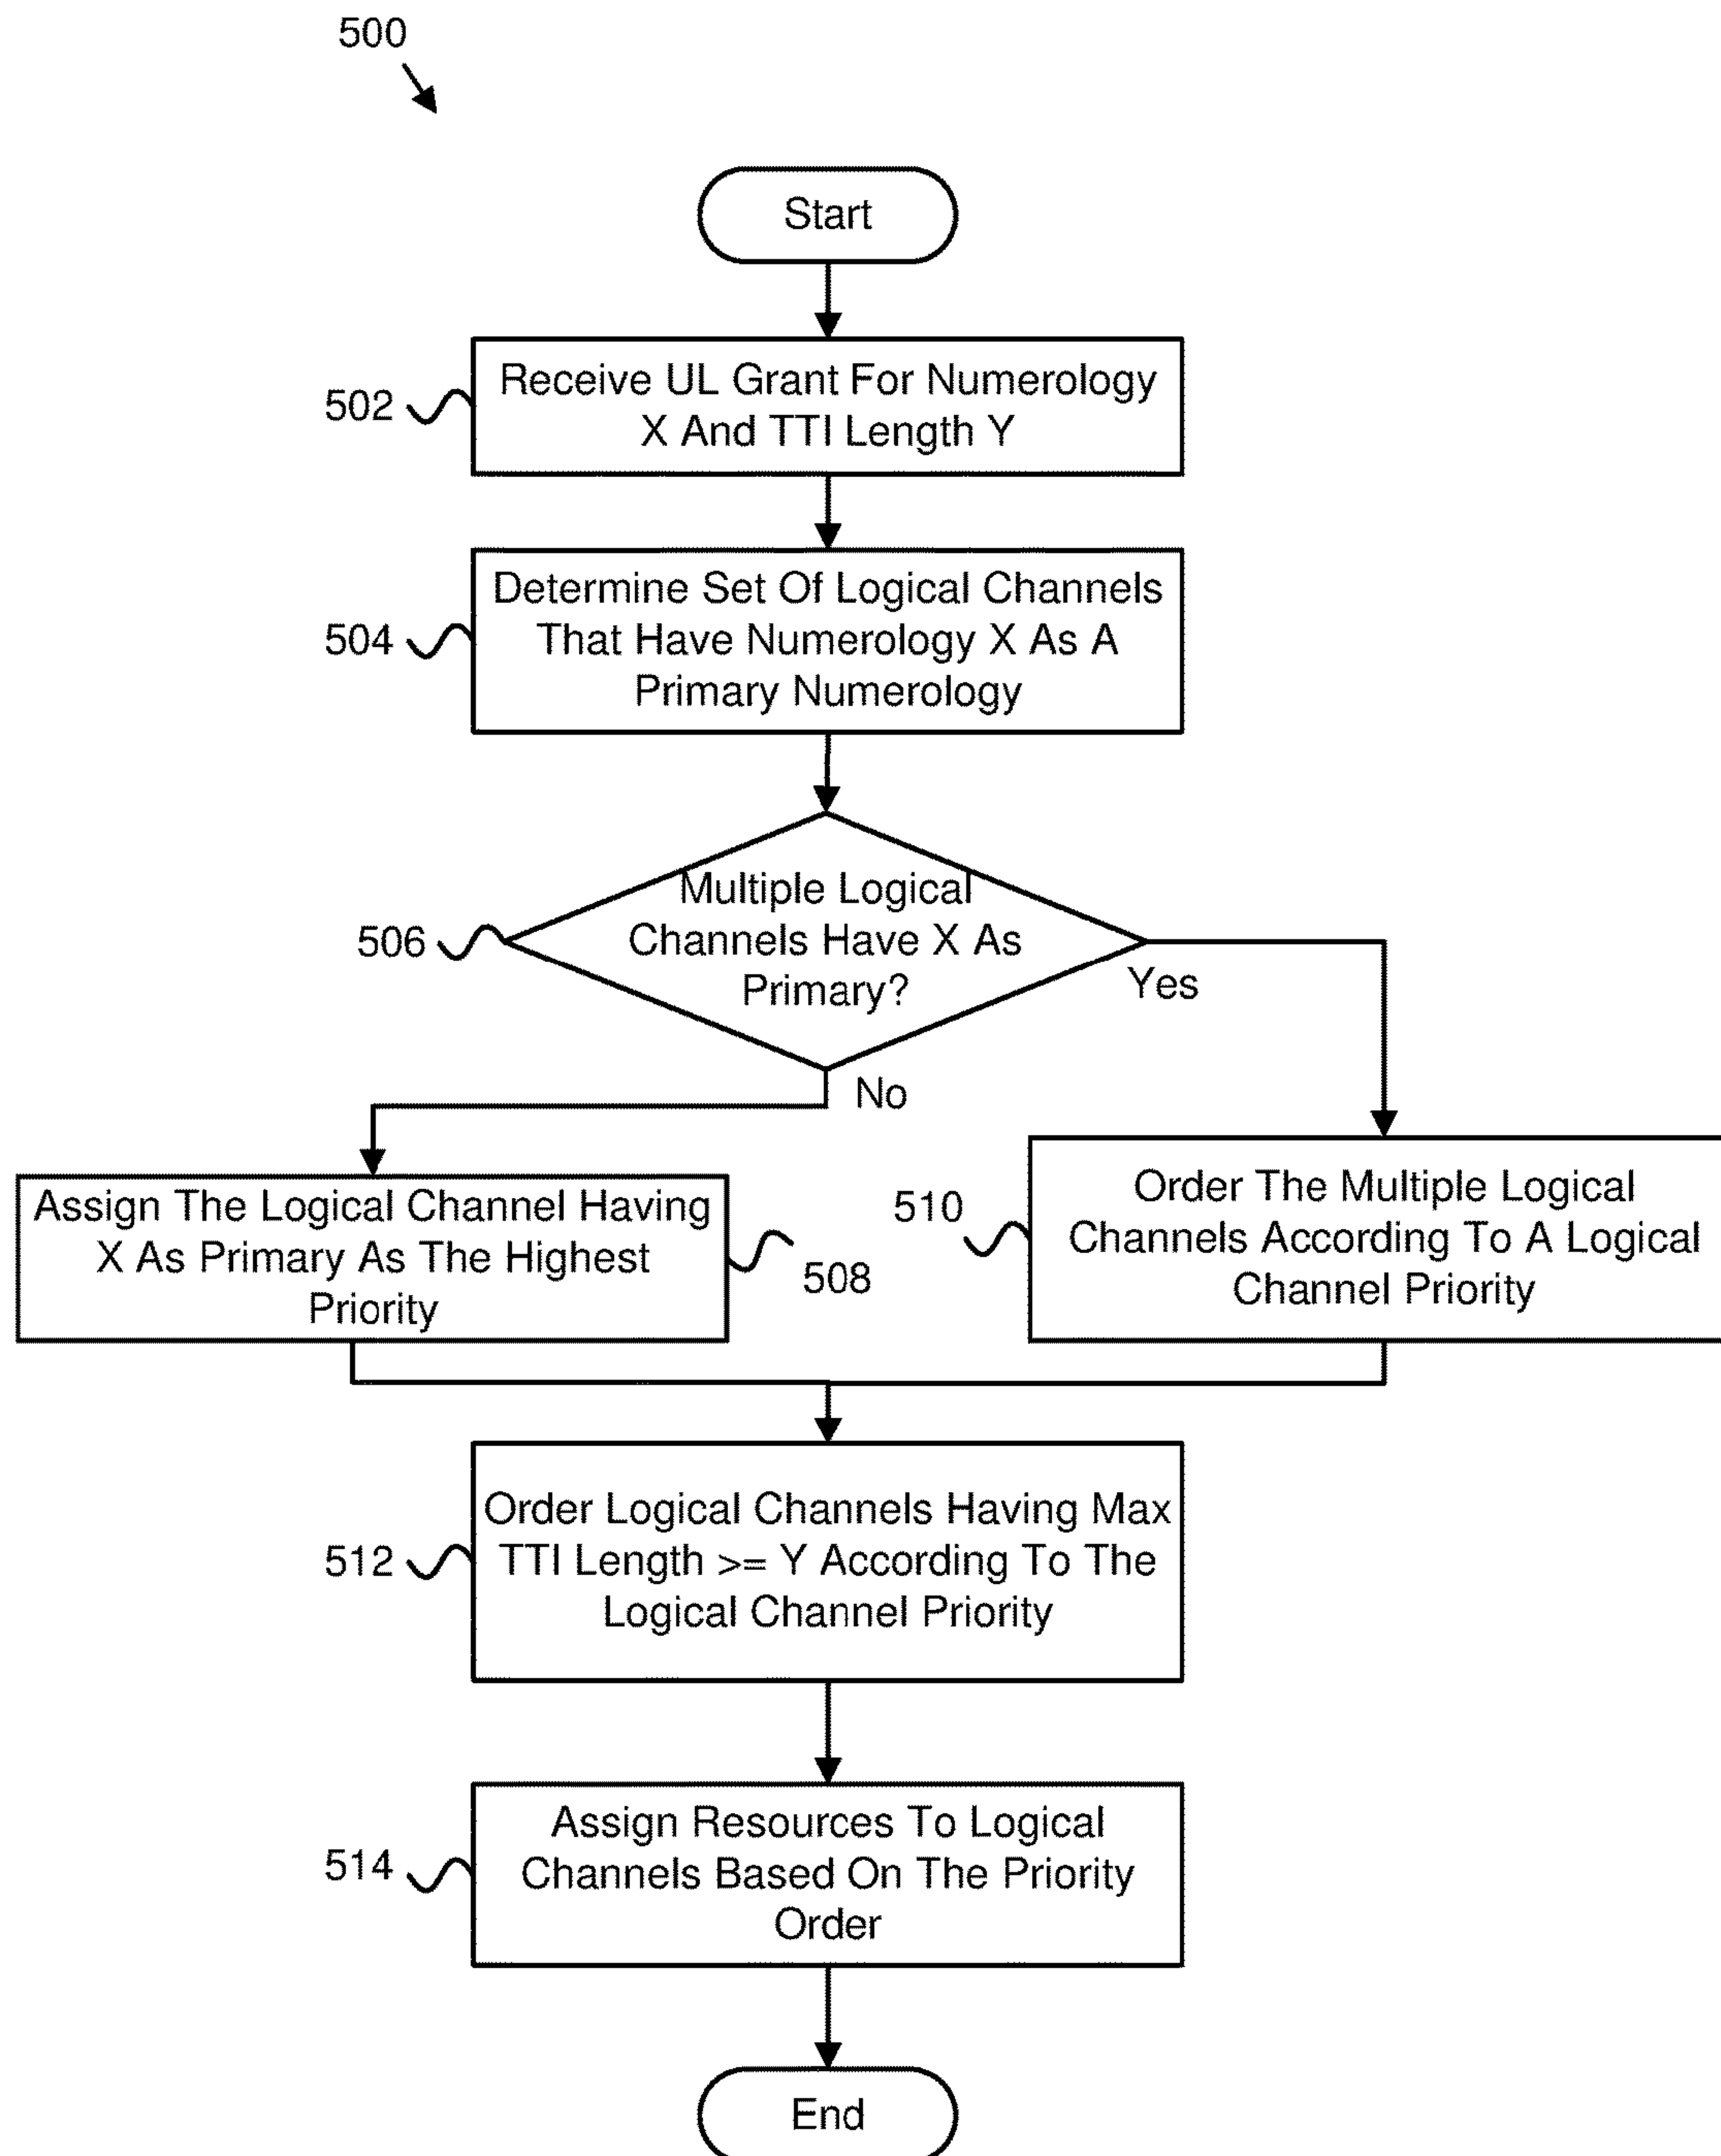 500
Start
502
Receive UL Grant For Numerology
X And TTI Length Y
504
Determine Set Of Logical Channels
That Have Numerology X As A
Primary Numerology
506
Multiple Logical
Channels Have X As
Primary?
Yes
No
Assign The Logical Channel Having
X As Primary As The Highest
Priority
508
510
Order The Multiple Logical
Channels According To A Logical
Channel Priority
512
Order Logical Channels Having Max
TTI Length >= Y According To The
Logical Channel Priority
514
Assign Resources To Logical
Channels Based On The Priority
Order
End